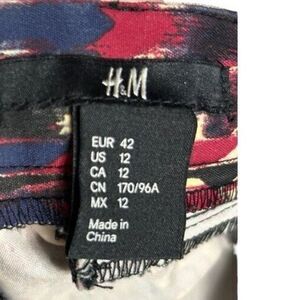 H&M
EUR 42
US 12
CA 12
CN 170/96A
MX 12
Made in
China